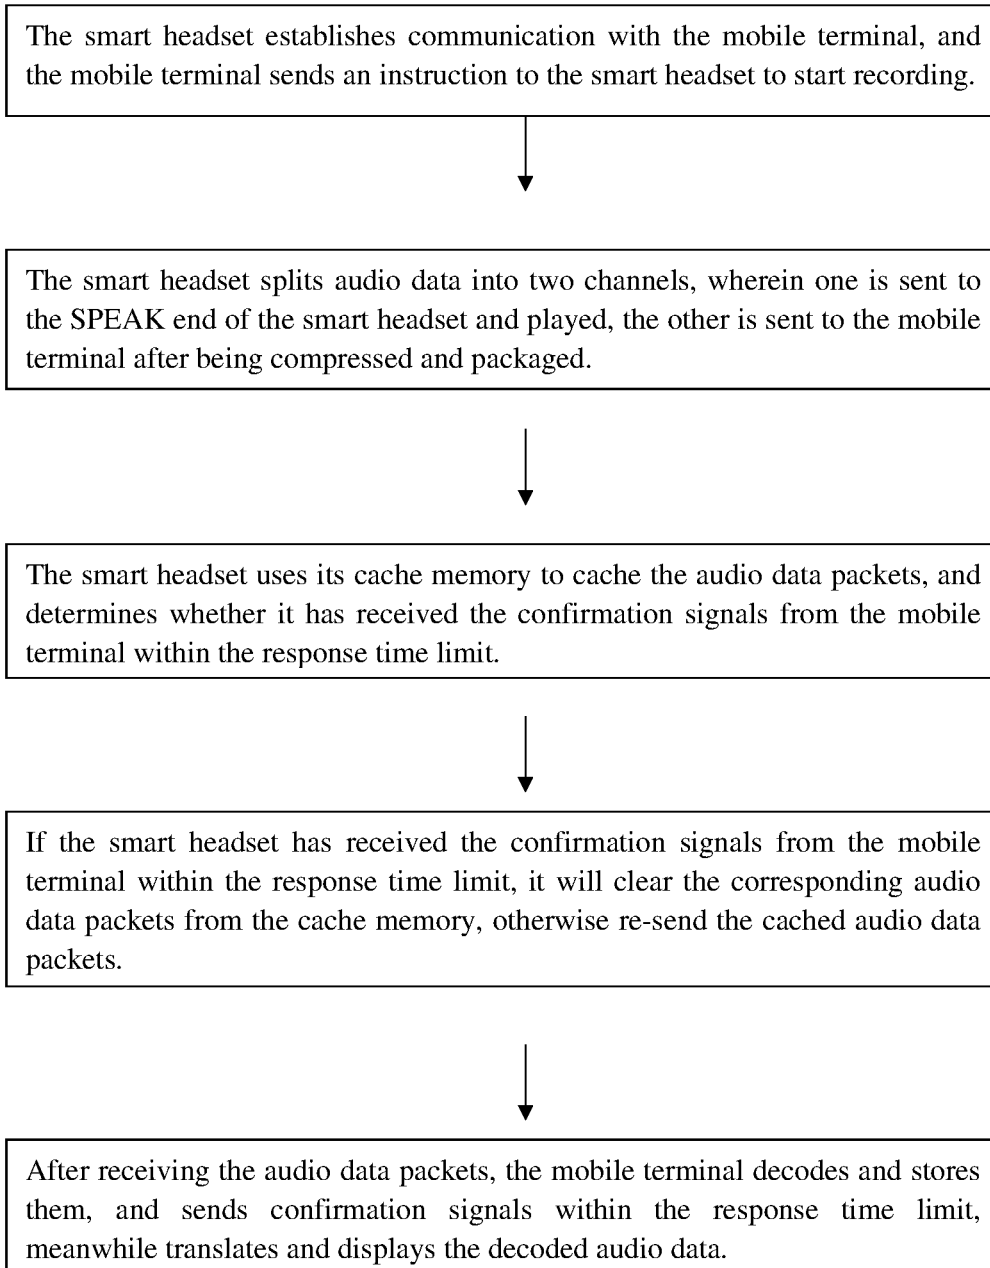 The smart headset establishes communication with the mobile terminal, and
the mobile terminal sends an instruction to the smart headset to start recording.
The smart headset splits audio data into two channels, wherein one is sent to
the SPEAK end of the smart headset and played, the other is sent to the mobile
terminal after being compressed and packaged.
The smart headset uses its cache memory to cache the audio data packets, and
determines whether it has received the confirmation signals from the mobile
terminal within the response time limit.
If the smart headset has received the confirmation signals from the mobile
terminal within the response time limit, it will clear the corresponding audio
data packets from the cache memory, otherwise re-send the cached audio data
packets.
After receiving the audio data packets, the mobile terminal decodes and stores
them, and sends confirmation signals within the response time limit,
meanwhile translates and displays the decoded audio data.